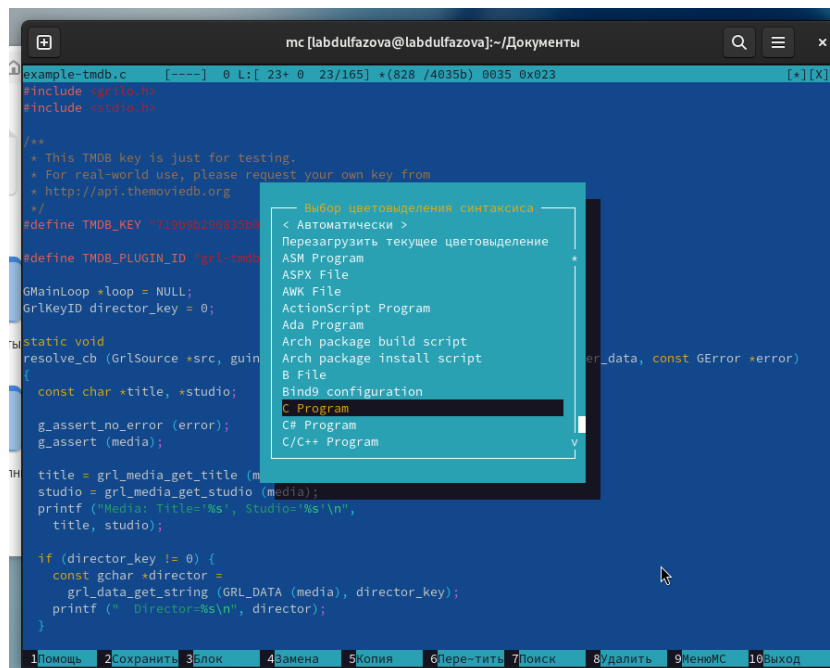 mc [labdulfazova@labdulfazova]:~/Документы
example-tmdb.c [----] 0 L:[ 23+ 0 23/165] *(828 /4035b) 0035 0x023 [*][X]
#include <grilo.h>
#include <stdio.h>
/**
* This TMDB key is just for testing.
* For real-world use, please request your own key from
* http://api.themoviedb.org
*/
#define TMDB_KEY
#define TMDB_PLUGIN_ID "grl-tmdb
GMainLoop *loop = NULL;
GrlKeyID director_key = 0;
static void
resolve_cb (GrlSource *src, guin er_data, const GError *error)
{
const char *title, *studio;
g_assert_no_error (error);
g_assert (media);
title = grl_media_get_title (m
studio = grl_media_get_studio (media);
printf ("Media: Title='%s', Studio='%s'\n",
title, studio);
if (director_key != 0) {
const gchar *director =
grl_data_get_string (GRL_DATA (media), director_key);
printf (" Director=%s\n", director);
}
Выбор цветовыделения синтаксиса
< Автоматически >
Перезагрузить текущее цветовыделение
ASM Program
ASPX File
AWK File
ActionScript Program
Ada Program
Arch package build script
Arch package install script
B File
Bind9 configuration
C Program
C# Program
C/C++ Program
1Помощь 2Сохранить 3Блок 4Замена 5Копия 6Пере~тить 7Поиск 8Удалить 9МенюMC 10Выход